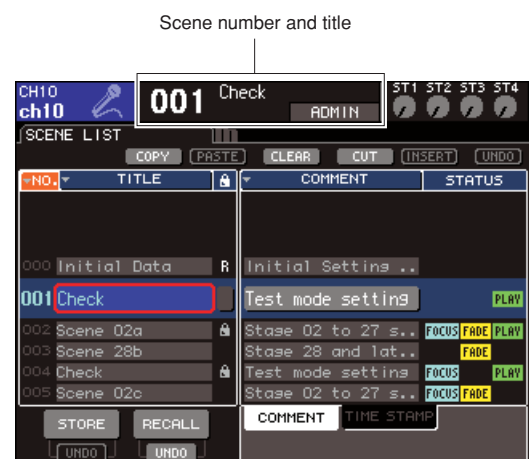 Scene number and title
CH10
ch10
001 Check
ADMIN
ST1 ST2 ST3 ST4
SCENE LIST
COPY PASTE CLEAR CUT INSERT UNDO
NO. TITLE COMMENT STATUS
000 Initial Data R Initial Setting ..
001 Check Test mode setting PLAY
002 Scene 02a Stage 02 to 27 s.. FOCUS FADE PLAY
003 Scene 28b Stage 28 and lat.. FADE
004 Check Test mode setting FOCUS PLAY
005 Scene 02c Stage 02 to 27 s.. FOCUS FADE
STORE RECALL COMMENT TIME STAMP
UNDO UNDO